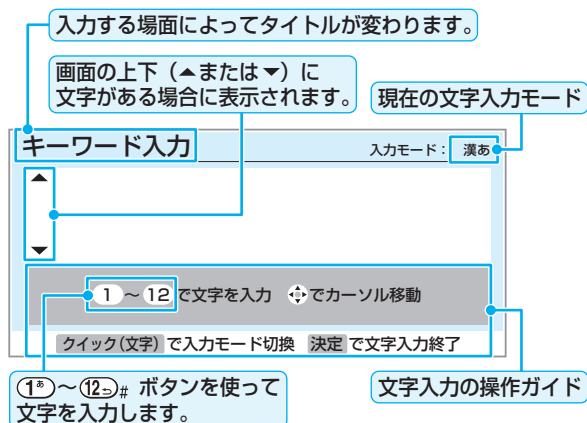 入力する場面によってタイトルが変わります。
画面の上下（▲または▼）に
文字がある場合に表示されます。
現在の文字入力モード
キーワード入力
入力モード： 漢あ
▲
▼
1 ～ 12 で文字を入力 でカーソル移動
クイック(文字) で入力モード切換 決定 で文字入力終了
1あ～12⮌# ボタンを使って
文字を入力します。
文字入力の操作ガイド